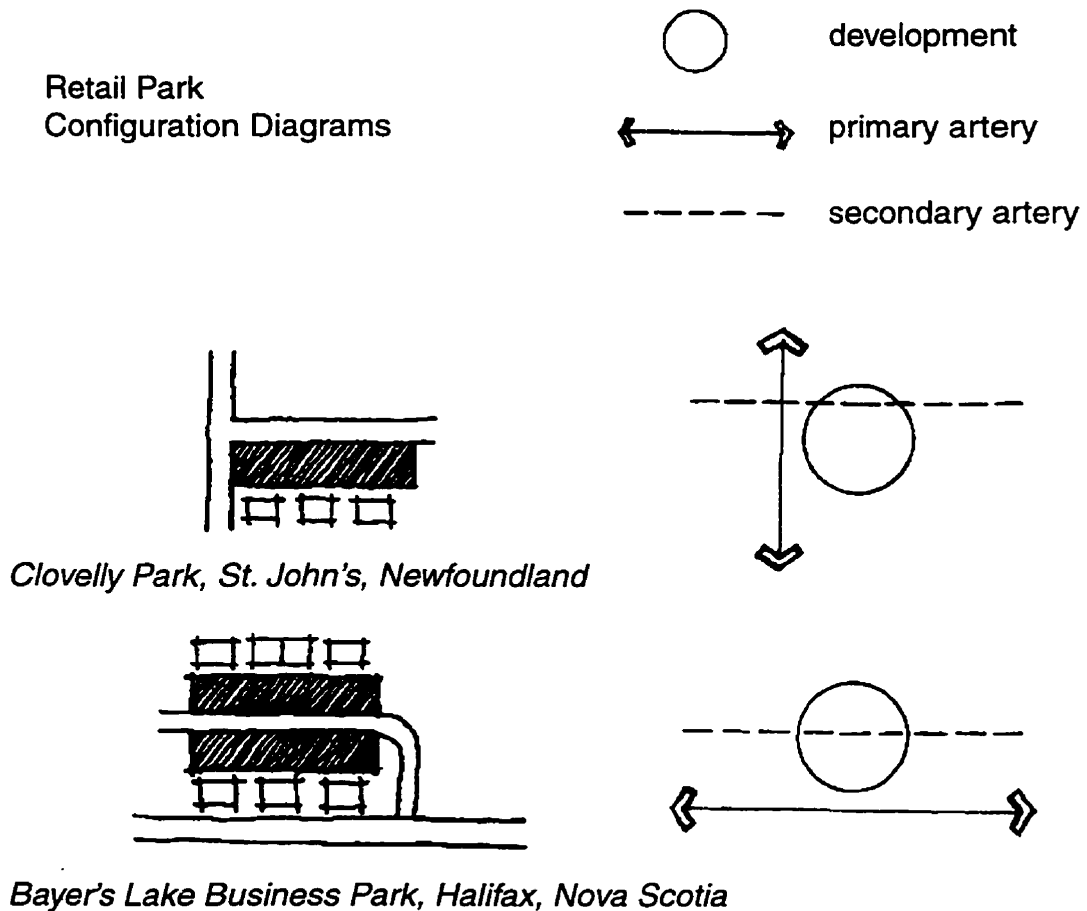 Retail Park
Configuration Diagrams
development
primary artery
secondary artery
Clovelly Park, St. John's, Newfoundland
Bayer's Lake Business Park, Halifax, Nova Scotia